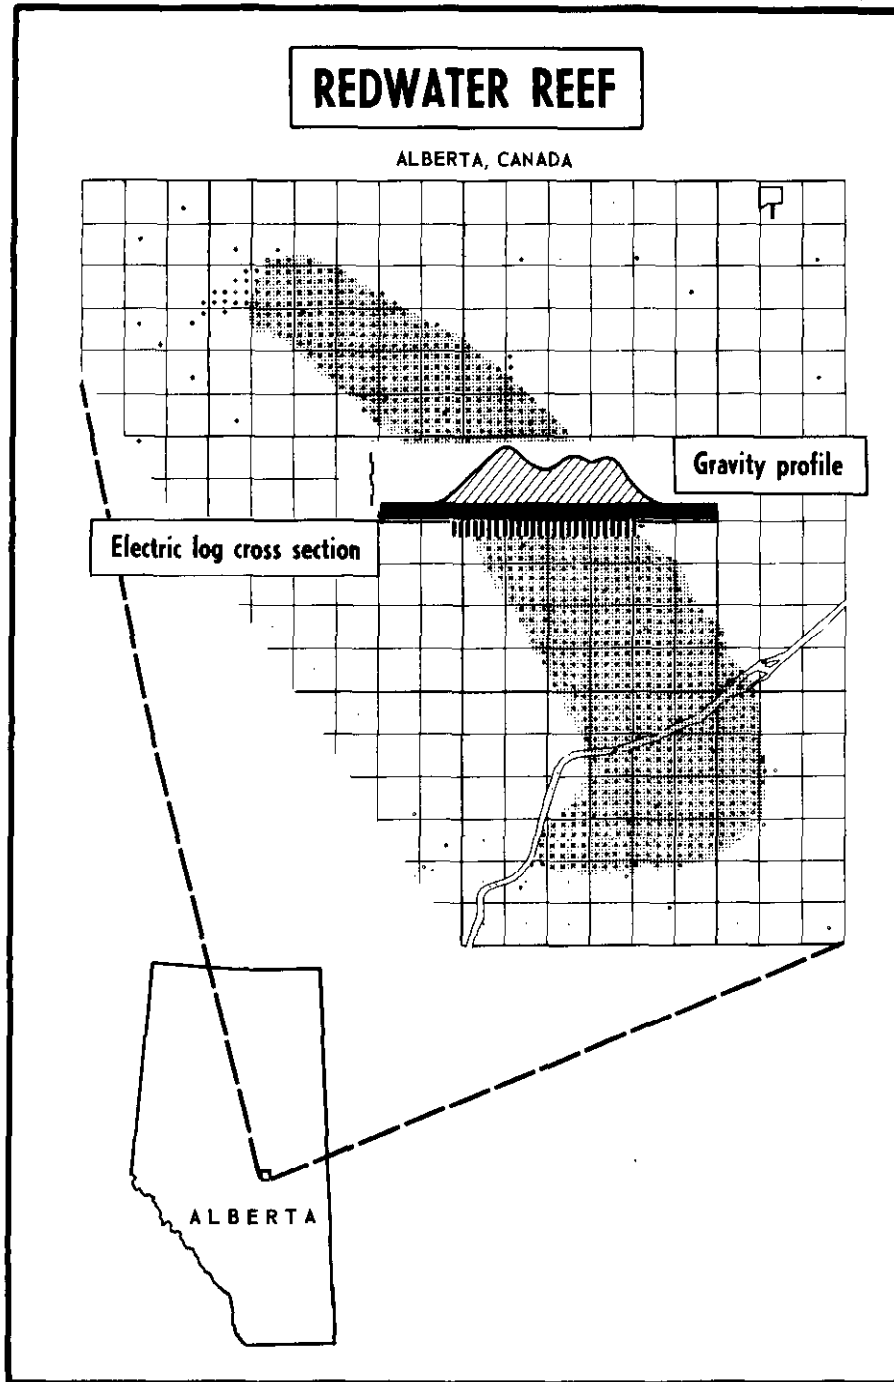 REDWATER REEF
ALBERTA, CANADA
Gravity profile
Electric log cross section
ALBERTA